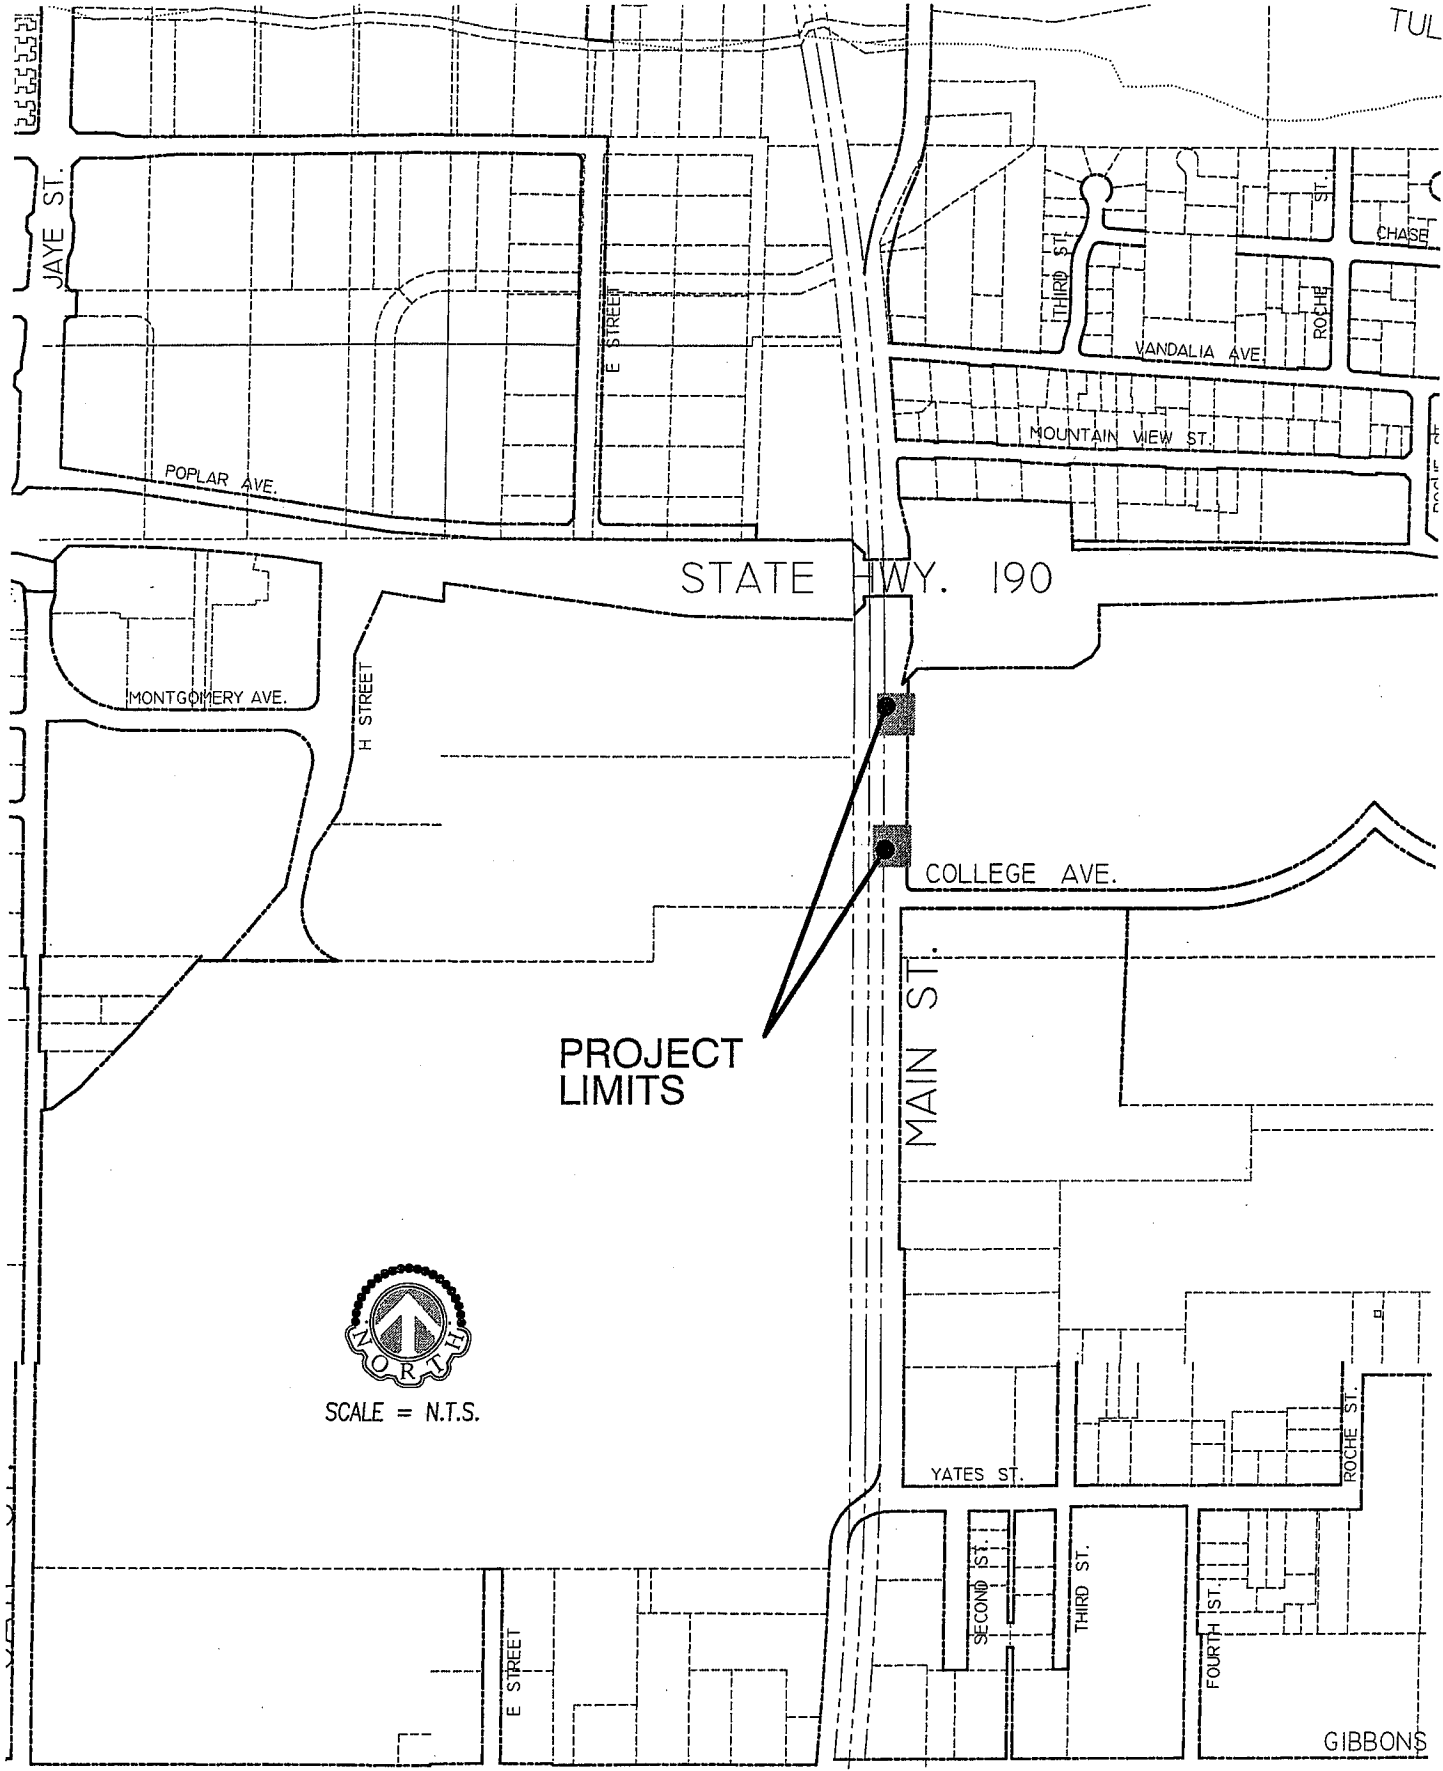 TUL
JAYE ST.
ST.
CHASE
THIRD ST.
E STREET
ROCHE
VANDALIA AVE.
MOUNTAIN VIEW ST.
POPLAR AVE.
STATE HWY. 190
MONTGOMERY AVE.
H STREET
COLLEGE AVE.
MAIN ST.
PROJECT
LIMITS
NORTH
SCALE = N.T.S.
ROCHE ST.
YATES ST.
SECOND ST.
THIRD ST.
FOURTH ST.
E STREET
GIBBONS